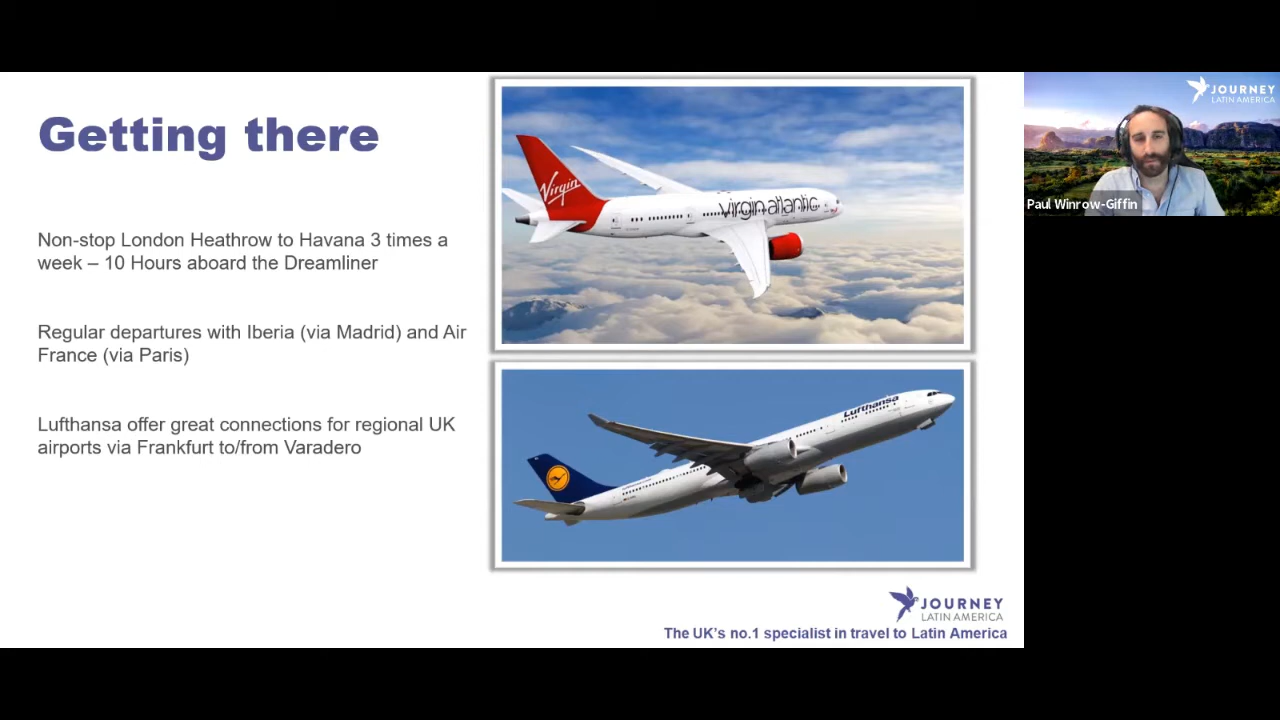 Getting there
Non-stop London Heathrow to Havana 3 times a
week – 10 Hours aboard the Dreamliner
Regular departures with Iberia (via Madrid) and Air
France (via Paris)
Lufthansa offer great connections for regional UK
airports via Frankfurt to/from Varadero
Virgin
virgin atlantic
Lufthansa
JOURNEY
LATIN AMERICA
The UK's no.1 specialist in travel to Latin America
JOURNEY
LATIN AMERICA
Paul Winrow-Giffin